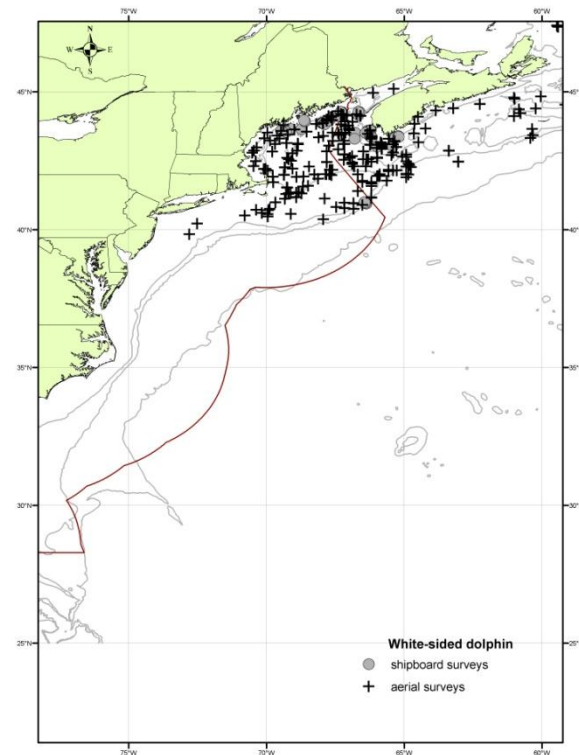 75°W 70°W 65°W 60°W
N
W E
S
45°N 45°N
40°N 40°N
35°N 35°N
30°N 30°N
25°N 25°N
White-sided dolphin
shipboard surveys
aerial surveys
75°W 70°W 65°W 60°W